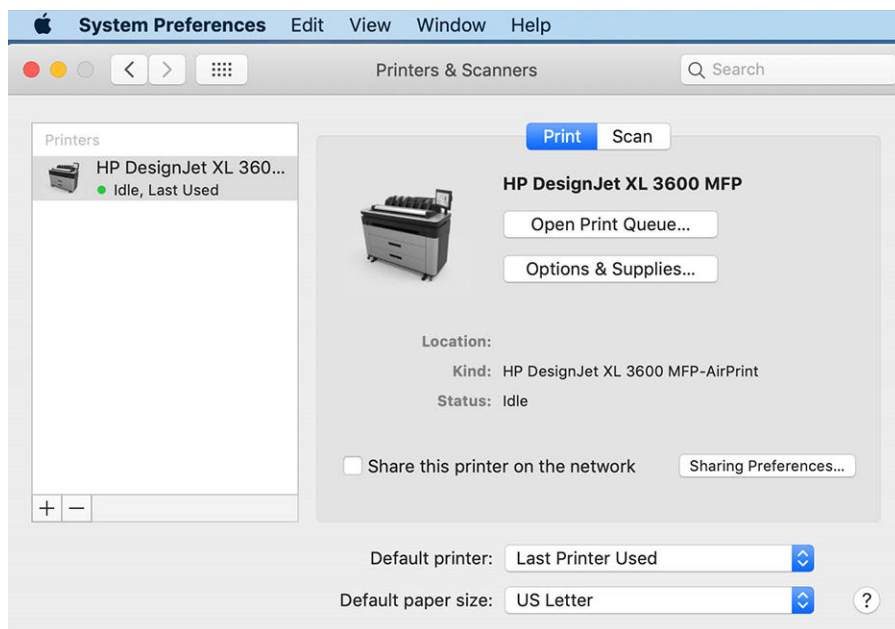 System Preferences Edit View Window Help
Printers & Scanners
Search
Printers
HP DesignJet XL 360...
Idle, Last Used
Print Scan
HP DesignJet XL 3600 MFP
Open Print Queue...
Options & Supplies...
Location:
Kind: HP DesignJet XL 3600 MFP-AirPrint
Status: Idle
Share this printer on the network
Sharing Preferences...
+ −
Default printer: Last Printer Used
Default paper size: US Letter
?